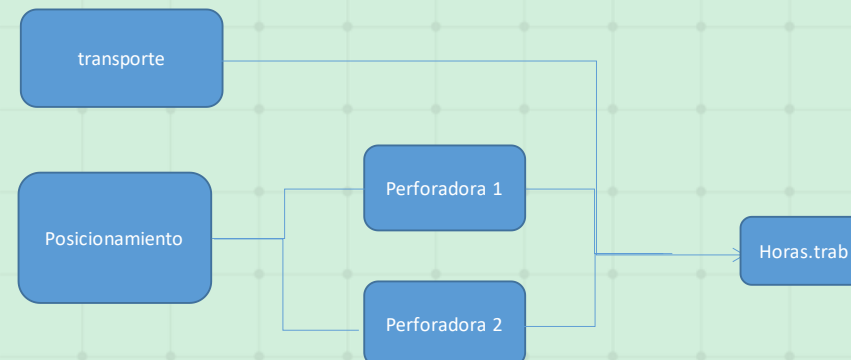 transporte
Posicionamiento
Perforadora 1
Perforadora 2
Horas.trab